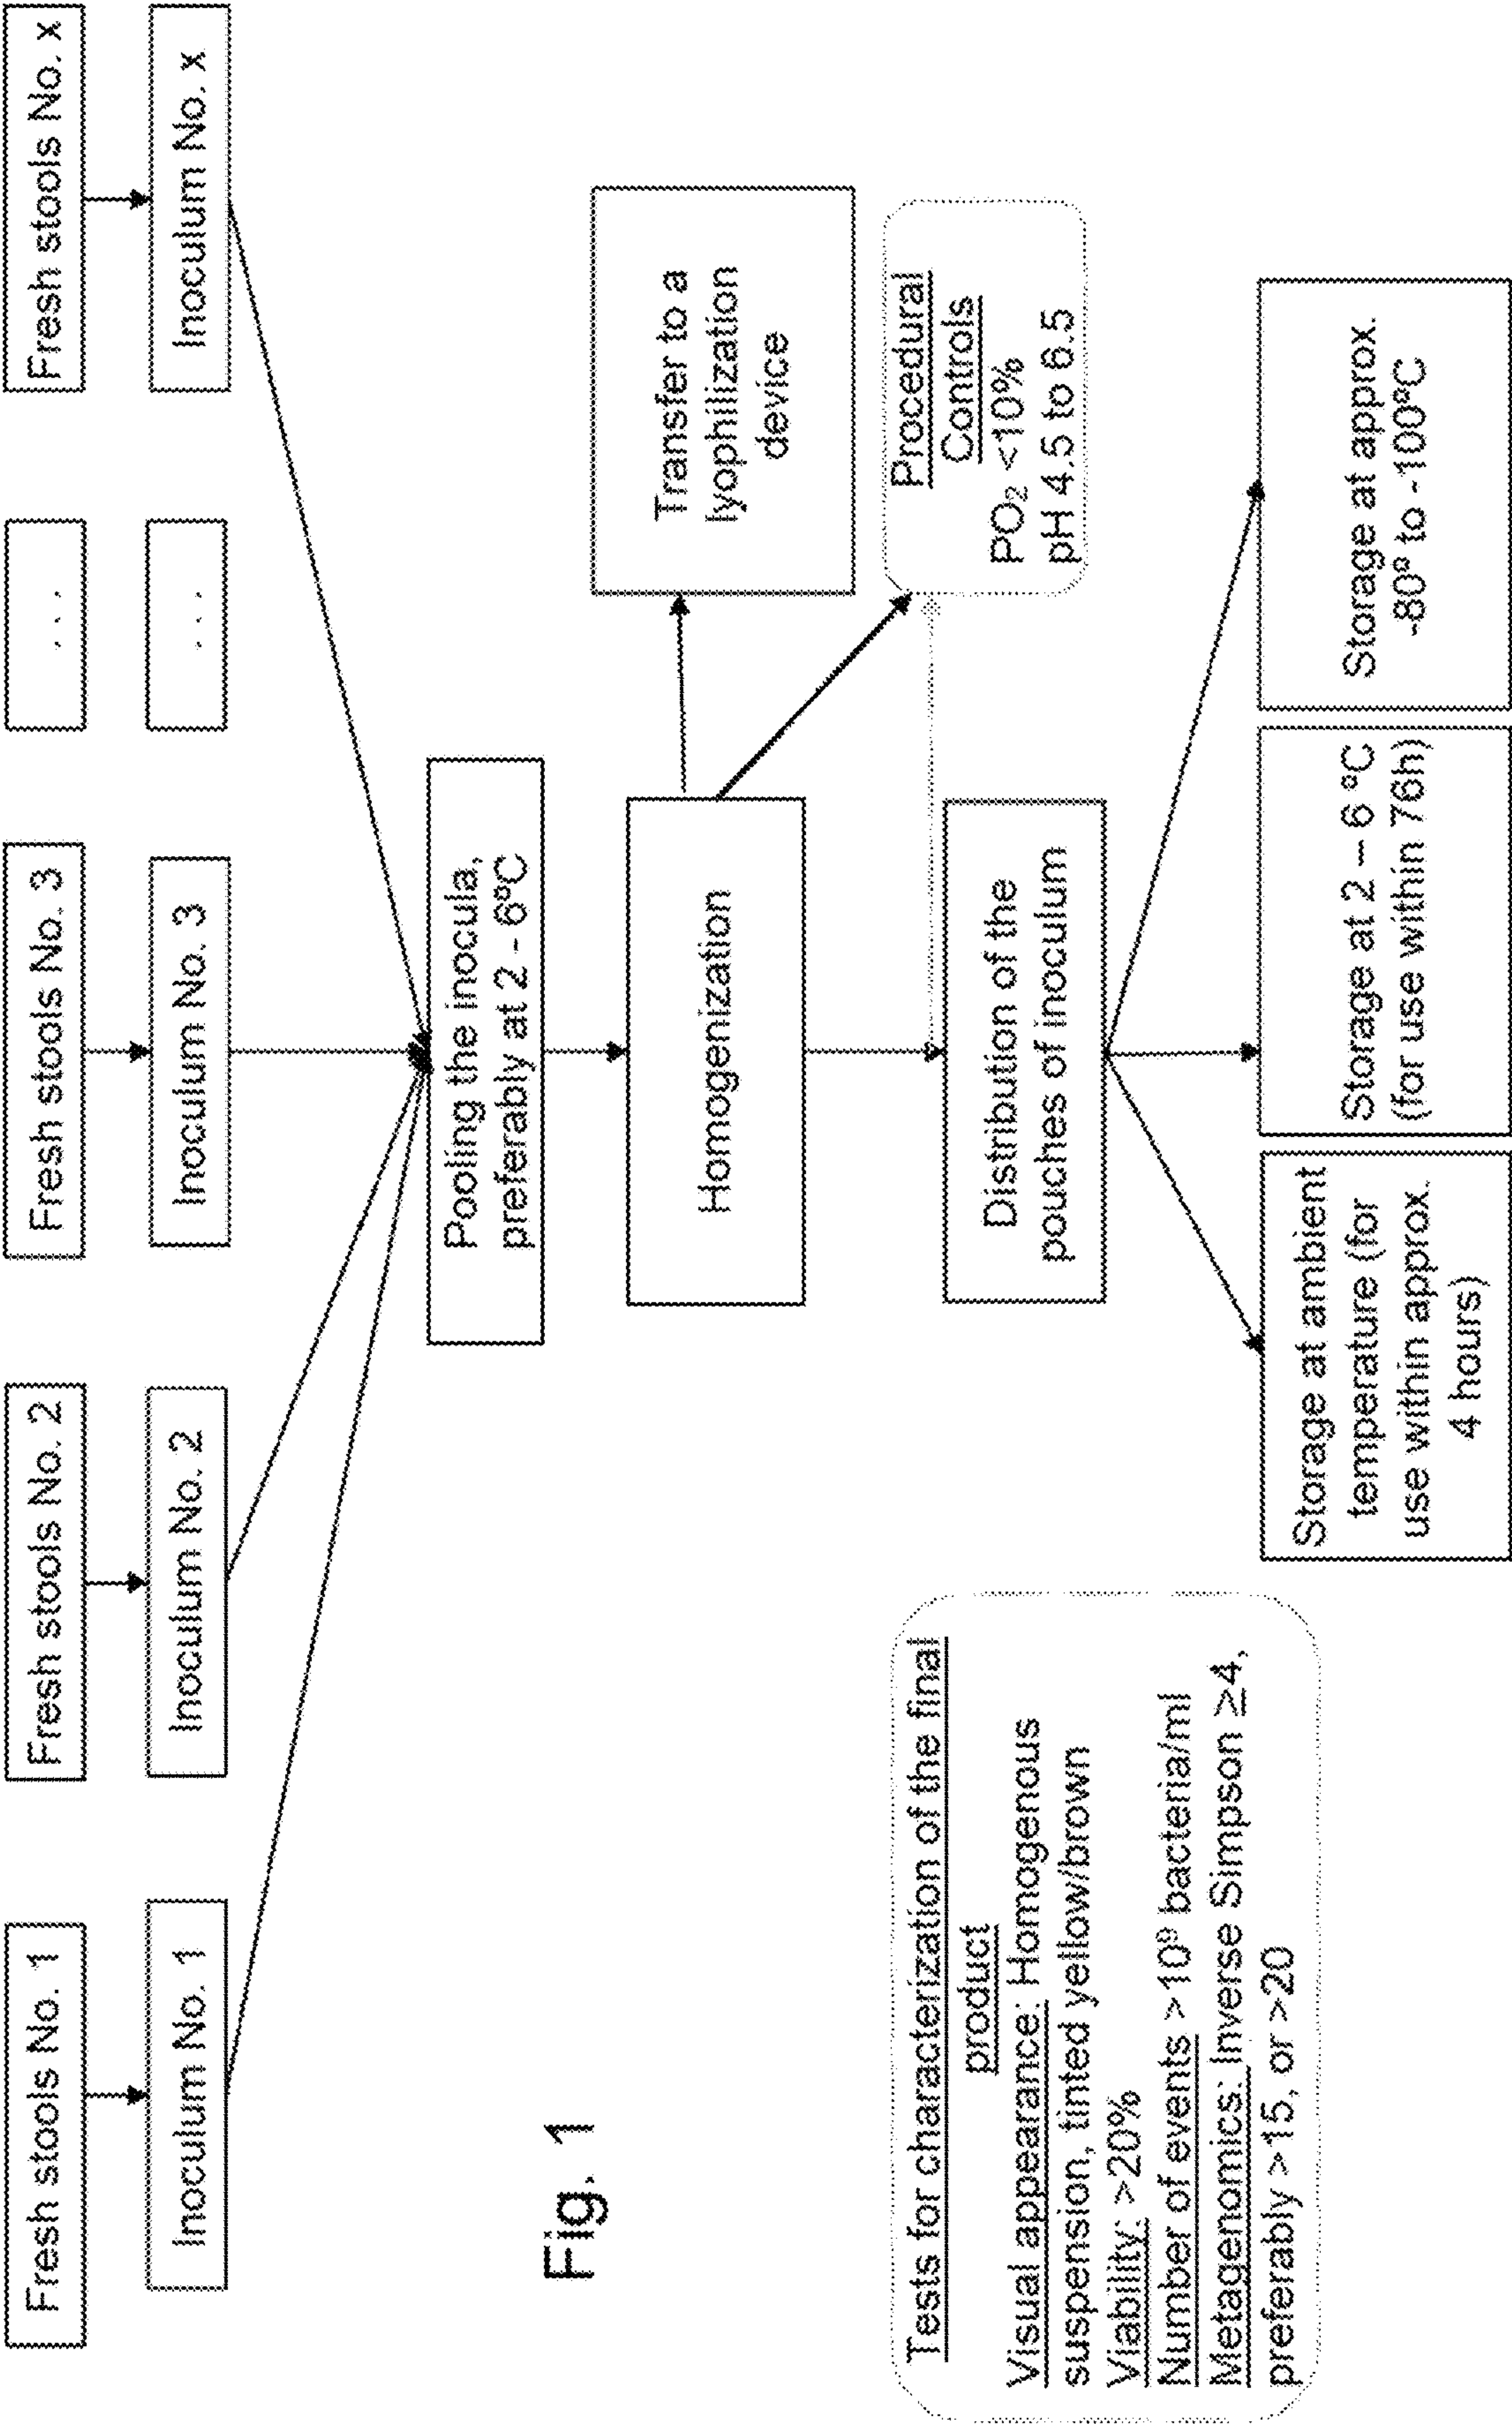 Fresh stools No. 1
Fresh stools No. 2
Fresh stools No. 3
. . .
Fresh stools No. x
Inoculum No. 1
Inoculum No. 2
Inoculum No. 3
. . .
Inoculum No. x
Pooling the inocula,
preferably at 2 - 6ºC
Fig. 1
Homogenization
Transfer to a
lyophilization
device
Procedural
Controls
PO₂ <10%
pH 4.5 to 8.5
Distribution of the
pouches of inoculum
Tests for characterization of the final
product
Visual appearance: Homogenous
suspension, tinted yellow/brown
Viability: >20%
Number of events >10⁹ bacteria/ml
Metagenomics: Inverse Simpson ≥4,
preferably >15, or >20
Storage at ambient
temperature (for
use within approx.
4 hours)
Storage at 2 – 6 ºC
(for use within 76h)
Storage at approx.
-80º to -100ºC